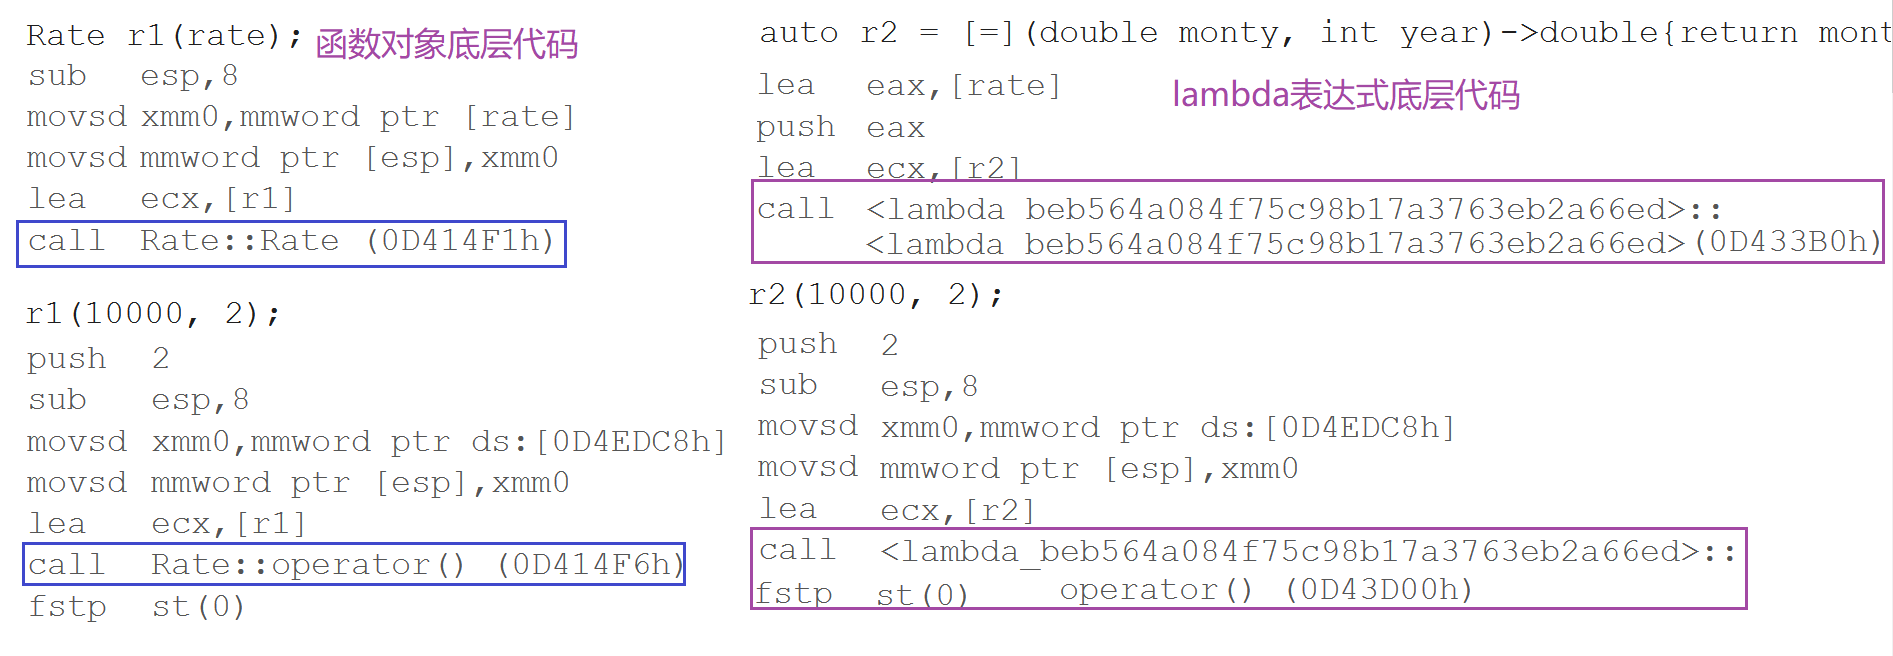 Rate r1(rate); 函数对象底层代码
sub esp,8
movsd xmm0,mmword ptr [rate]
movsd mmword ptr [esp],xmm0
lea ecx,[r1]
call Rate::Rate (0D414F1h)
r1(10000, 2);
push 2
sub esp,8
movsd xmm0,mmword ptr ds:[0D4EDC8h]
movsd mmword ptr [esp],xmm0
lea ecx,[r1]
call Rate::operator() (0D414F6h)
fstp st(0)
auto r2 = [=](double monty, int year)->double{return mont
lea eax,[rate]
lambda表达式底层代码
push eax
lea ecx,[r2]
call <lambda beb564a084f75c98b17a3763eb2a66ed>::
<lambda beb564a084f75c98b17a3763eb2a66ed>(0D433B0h)
r2(10000, 2);
push 2
sub esp,8
movsd xmm0,mmword ptr ds:[0D4EDC8h]
movsd mmword ptr [esp],xmm0
lea ecx,[r2]
call <lambda_beb564a084f75c98b17a3763eb2a66ed>::
fstp st(0) operator() (0D43D00h)